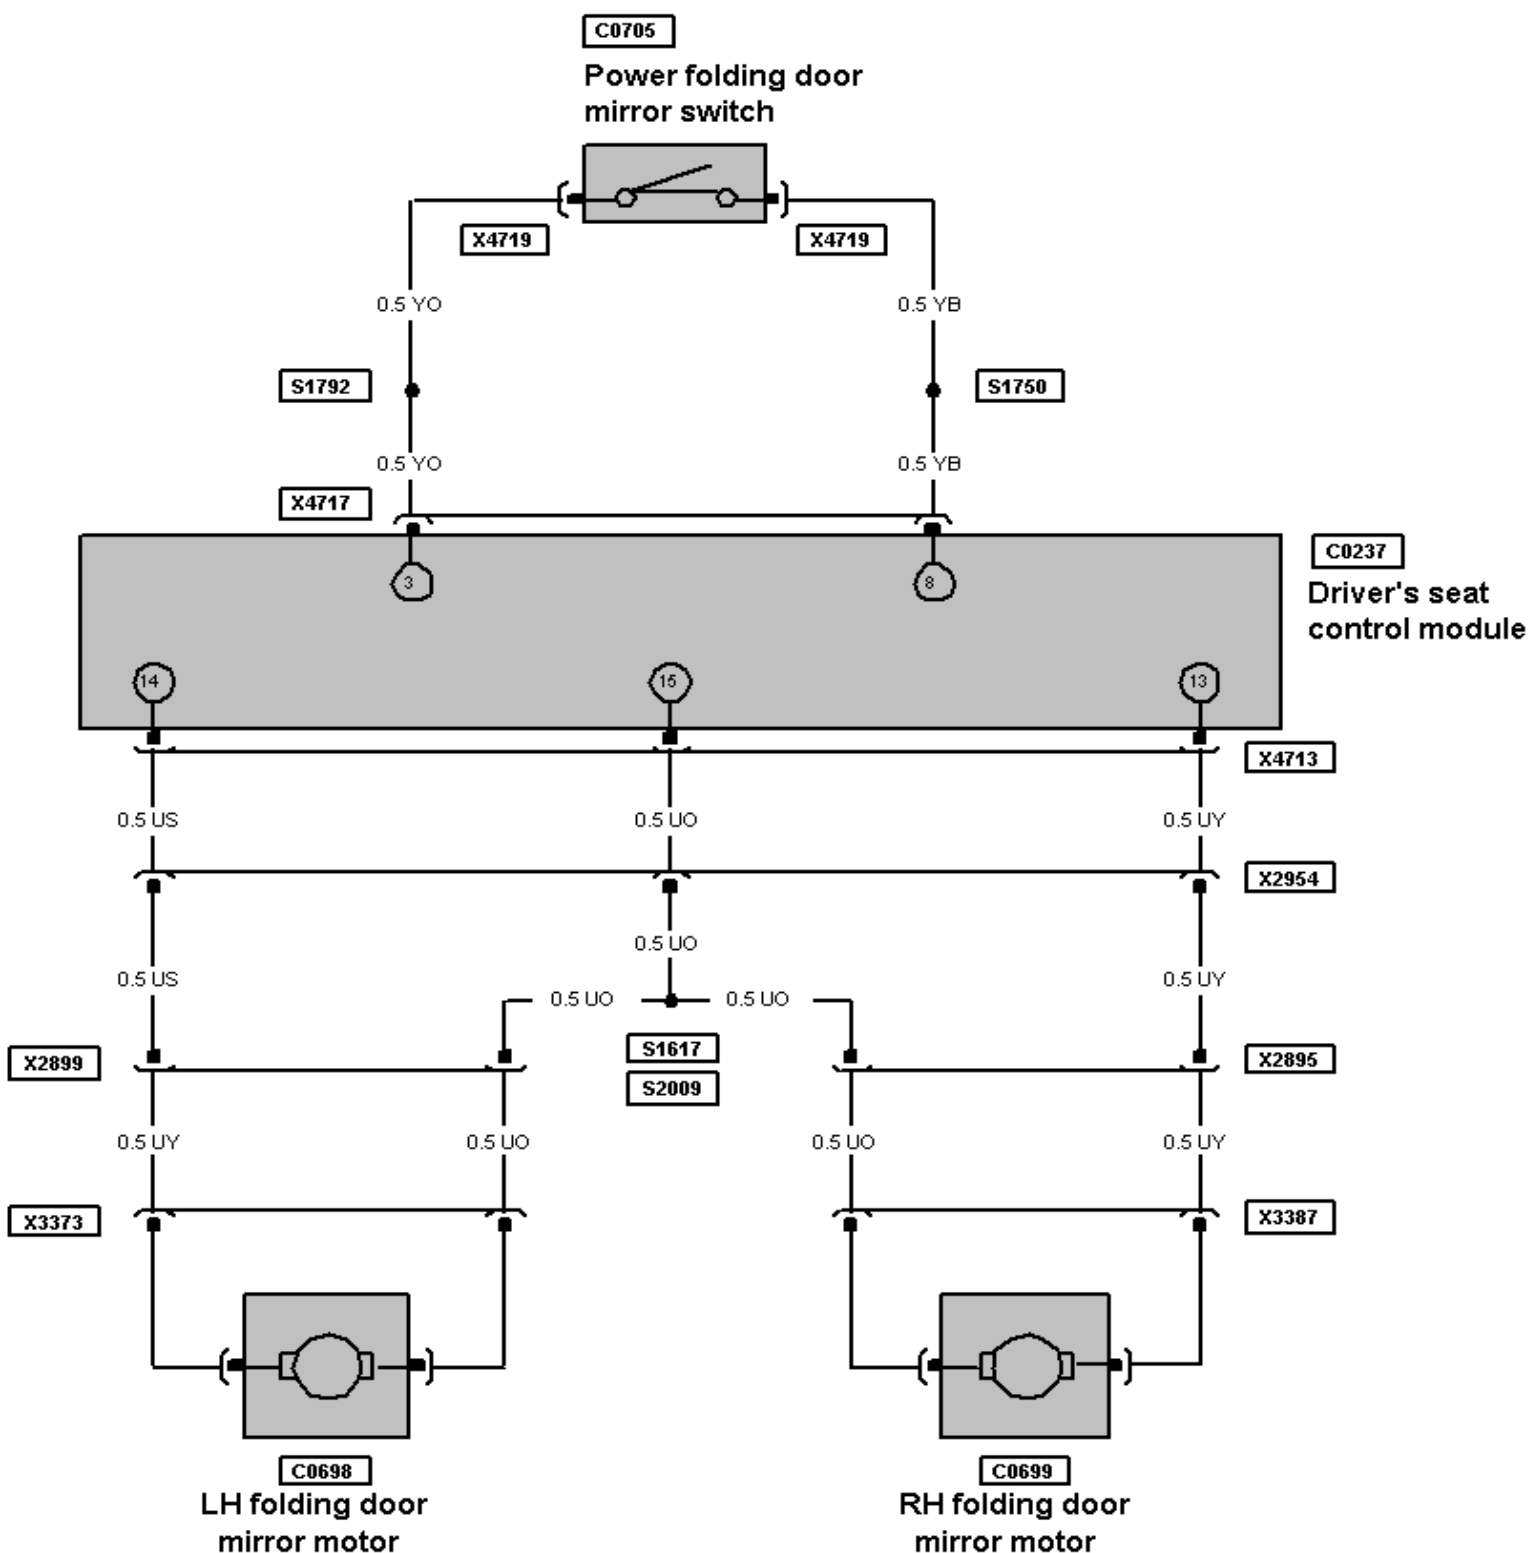 C0705
Power folding door
mirror switch
X4719 X4719
0.5 YO 0.5 YB
S1792 S1750
0.5 YO 0.5 YB
X4717
C0237
Driver's seat
control module
3 8
14 15 13
X4713
0.5 US 0.5 UO 0.5 UY
X2954
0.5 UO
0.5 US 0.5 UY
0.5 UO 0.5 UO
S1617
X2899 X2895
S2009
0.5 UY 0.5 UO 0.5 UO 0.5 UY
X3373 X3387
C0698 C0699
LH folding door RH folding door
mirror motor mirror motor